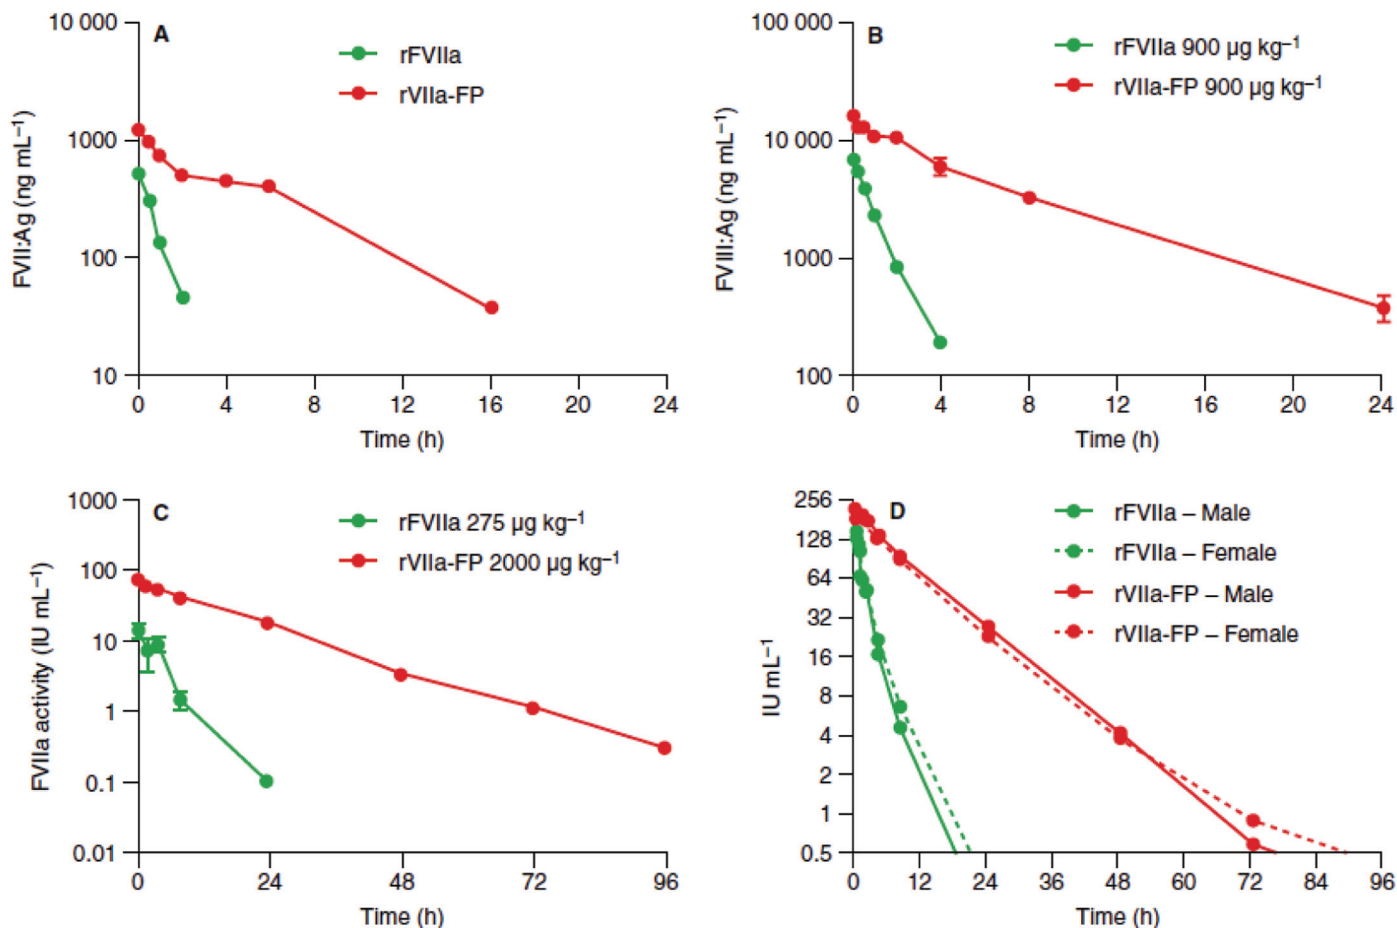 A
rFVIIa
rVIIa-FP
10 000
1000
100
10
FVII:Ag (ng mL⁻¹)
0 4 8 12 16 20 24
Time (h)
B
rFVIIa 900 µg kg⁻¹
rVIIa-FP 900 µg kg⁻¹
100 000
10 000
1000
100
FVIII:Ag (ng mL⁻¹)
0 4 8 12 16 20 24
Time (h)
C
rFVIIa 275 µg kg⁻¹
rVIIa-FP 2000 µg kg⁻¹
1000
100
10
1
0.1
0.01
FVIIa activity (IU mL⁻¹)
0 24 48 72 96
Time (h)
D
rFVIIa – Male
rFVIIa – Female
rVIIa-FP – Male
rVIIa-FP – Female
256
128
64
32
16
8
4
2
1
0.5
IU mL⁻¹
0 12 24 36 48 60 72 84 96
Time (h)